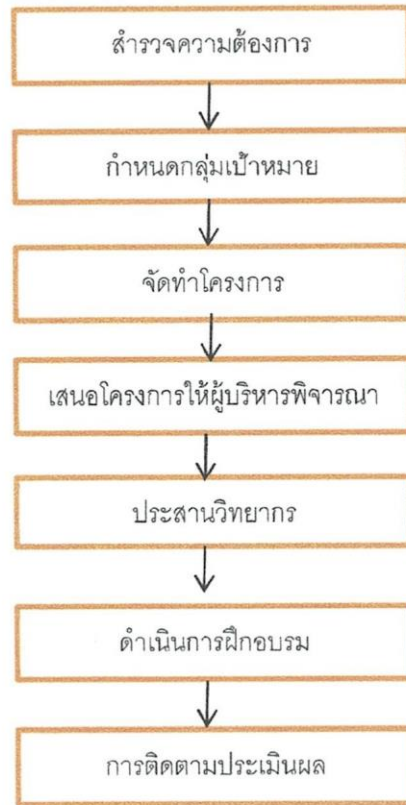 สำรวจความต้องการ
กำหนดกลุ่มเป้าหมาย
จัดทำโครงการ
เสนอโครงการให้ผู้บริหารพิจารณา
ประสานวิทยากร
ดำเนินการฝึกอบรม
การติดตามประเมินผล